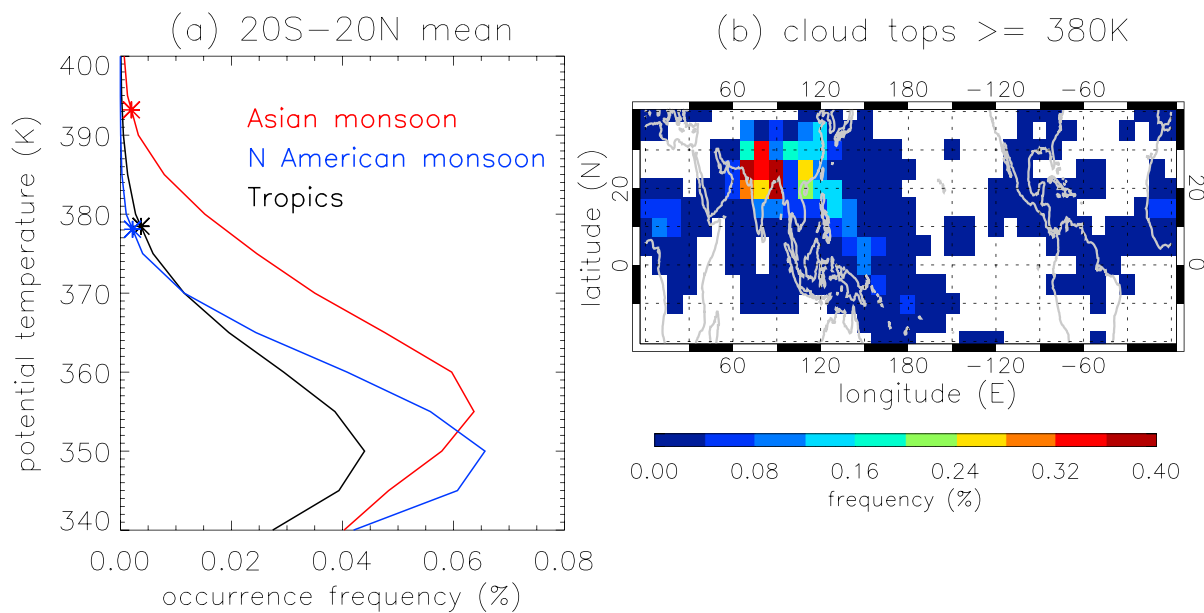 (a) 20S-20N mean
400
390
380
370
360
350
340
potential temperature (K)
Asian monsoon
N American monsoon
Tropics
0.00 0.02 0.04 0.06 0.08
occurrence frequency (%)
(b) cloud tops >= 380K
60 120 180 -120 -60
20
0
latitude (N)
20
0
60 120 180 -120 -60
longitude (E)
0.00 0.08 0.16 0.24 0.32 0.40
frequency (%)